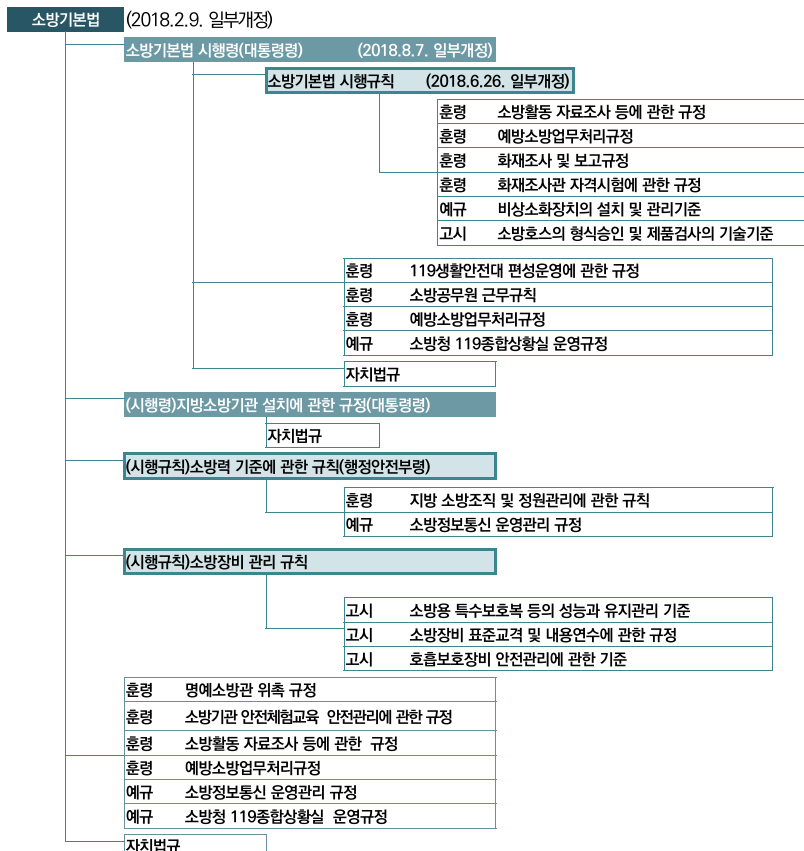 소방기본법 (2018.2.9. 일부개정)
소방기본법 시행령(대통령령) (2018.8.7. 일부개정)
소방기본법 시행규칙 (2018.6.26. 일부개정)
훈령 소방활동 자료조사 등에 관한 규정
훈령 예방소방업무처리규정
훈령 화재조사 및 보고규정
훈령 화재조사관 자격시험에 관한 규정
예규 비상소화장치의 설치 및 관리기준
고시 소방호스의 형식승인 및 제품검사의 기술기준
훈령 119생활안전대 편성운영에 관한 규정
훈령 소방공무원 근무규칙
훈령 예방소방업무처리규정
예규 소방청 119종합상황실 운영규정
자치법규
(시행령)지방소방기관 설치에 관한 규정(대통령령)
자치법규
(시행규칙)소방력 기준에 관한 규칙(행정안전부령)
훈령 지방 소방조직 및 정원관리에 관한 규칙
예규 소방정보통신 운영관리 규정
(시행규칙)소방장비 관리 규칙
고시 소방용 특수보호복 등의 성능과 유지관리 기준
고시 소방장비 표준교격 및 내용연수에 관한 규정
고시 호흡보호장비 안전관리에 관한 기준
훈령 명예소방관 위촉 규정
훈령 소방기관 안전체험교육 안전관리에 관한 규정
훈령 소방활동 자료조사 등에 관한 규정
훈령 예방소방업무처리규정
예규 소방정보통신 운영관리 규정
예규 소방청 119종합상황실 운영규정
자치법규